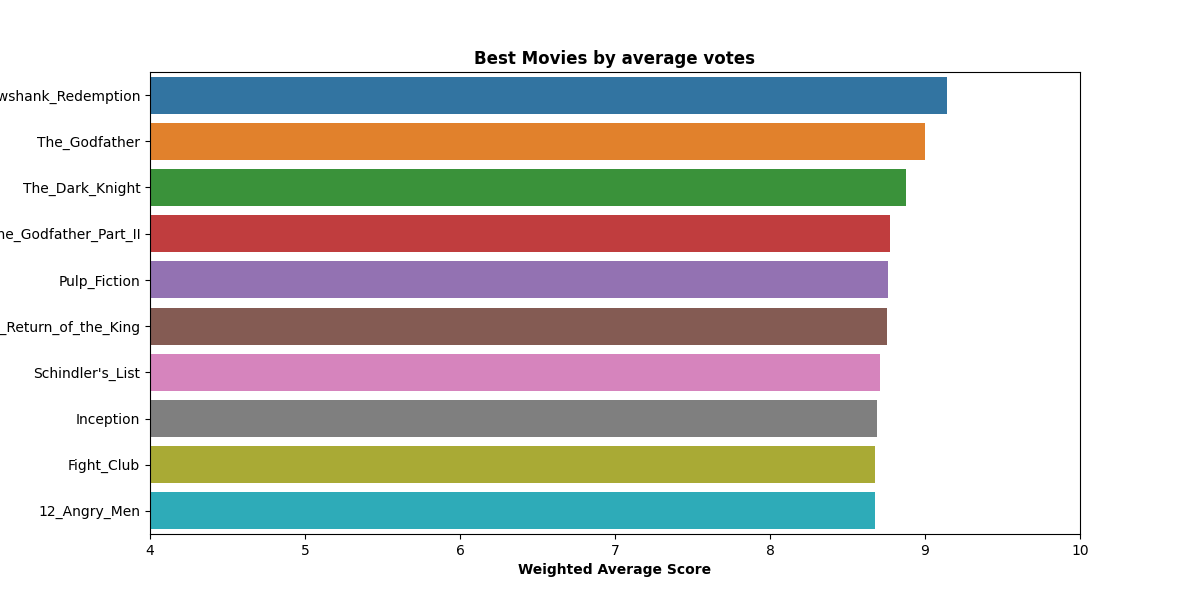 Best Movies by average votes
wshank_Redemption
The_Godfather
The_Dark_Knight
he_Godfather_Part_II
Pulp_Fiction
_Return_of_the_King
Schindler's_List
Inception
Fight_Club
12_Angry_Men
4 5 6 7 8 9 10
Weighted Average Score